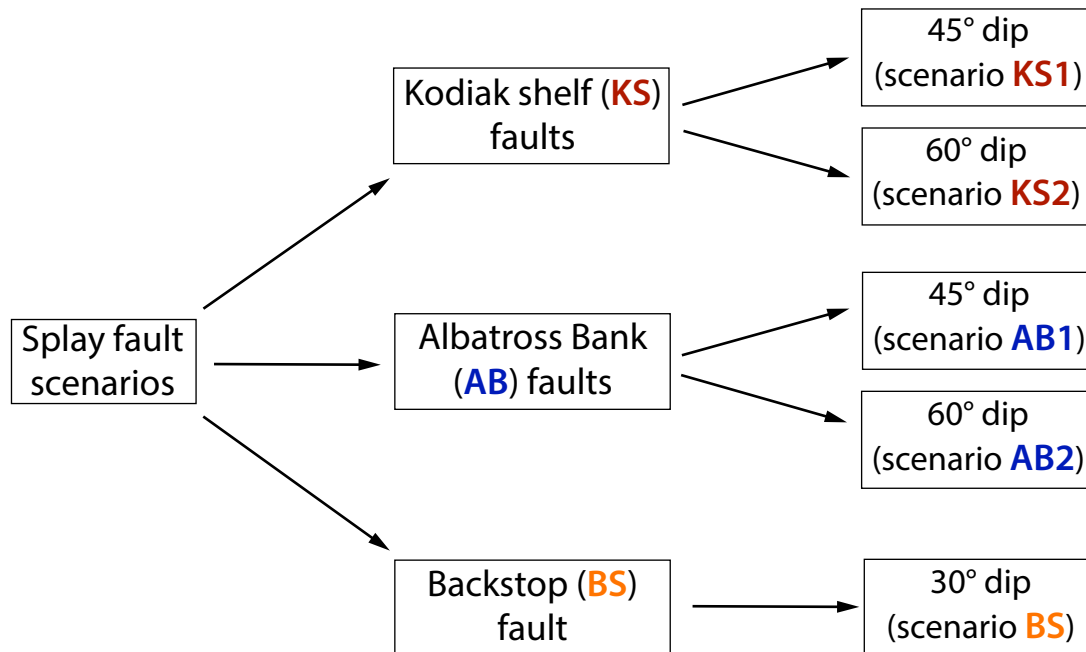 Splay fault
scenarios
Kodiak shelf (KS)
faults
45° dip
(scenario KS1)
60° dip
(scenario KS2)
Albatross Bank
(AB) faults
45° dip
(scenario AB1)
60° dip
(scenario AB2)
Backstop (BS)
fault
30° dip
(scenario BS)